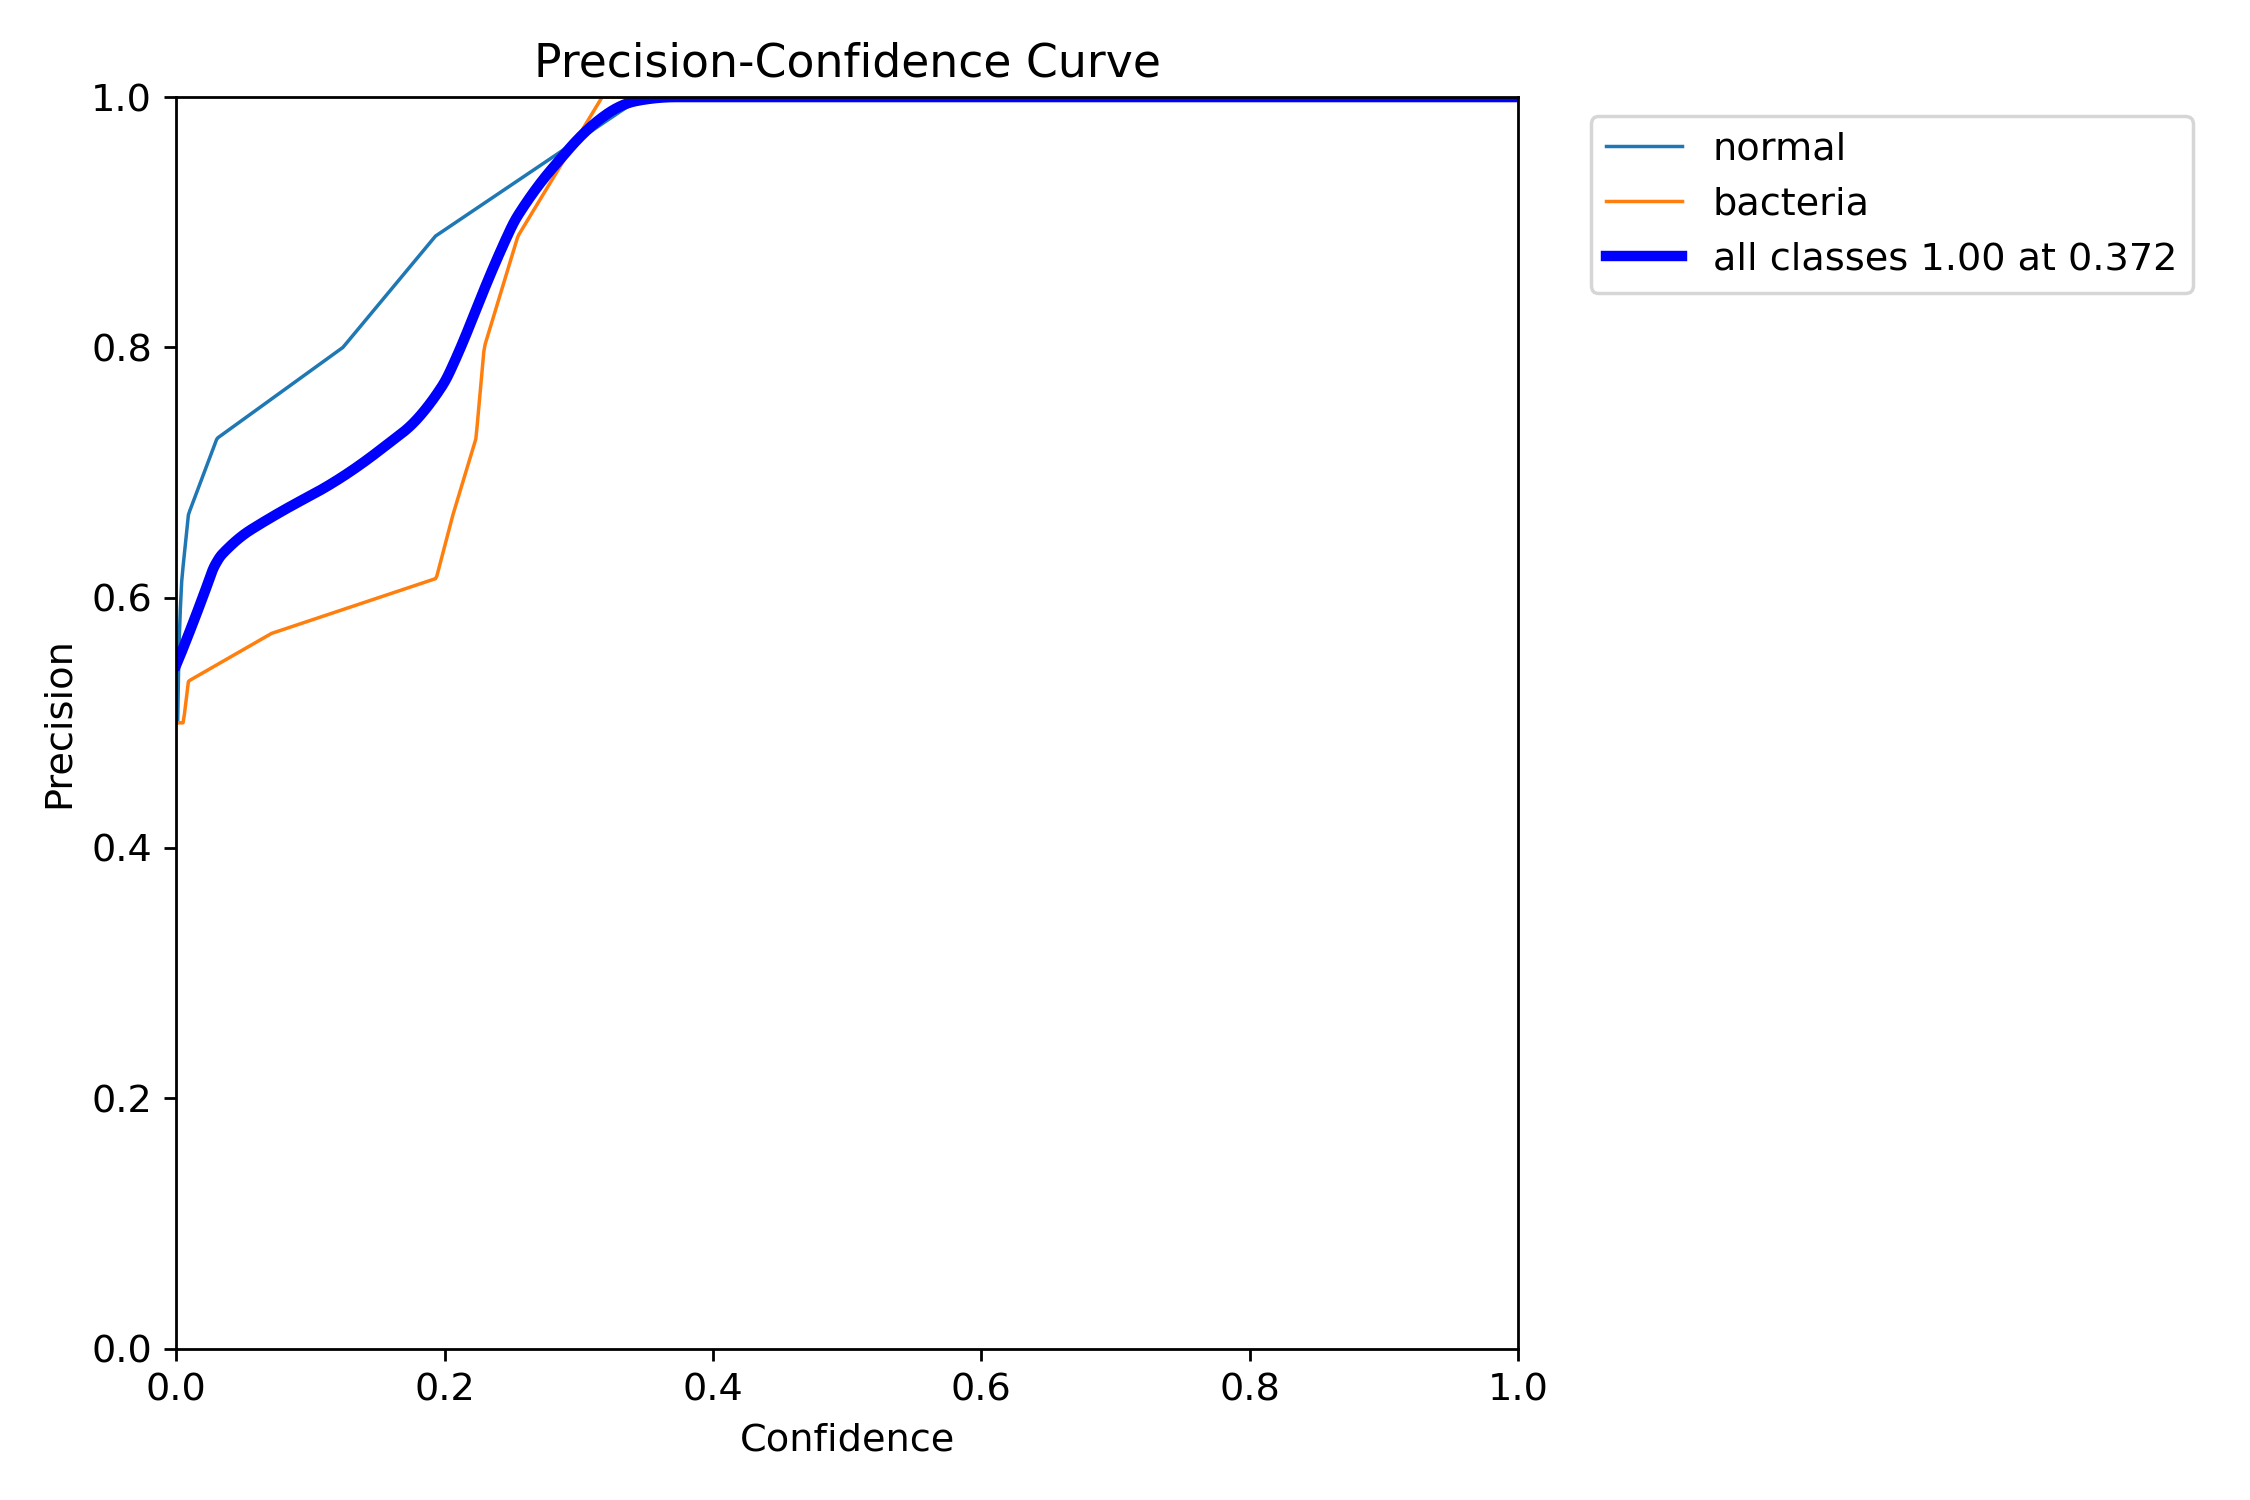 Precision-Confidence Curve
1.0
0.8
0.6
0.4
0.2
0.0
Precision
0.0 0.2 0.4 0.6 0.8 1.0
Confidence
normal
bacteria
all classes 1.00 at 0.372